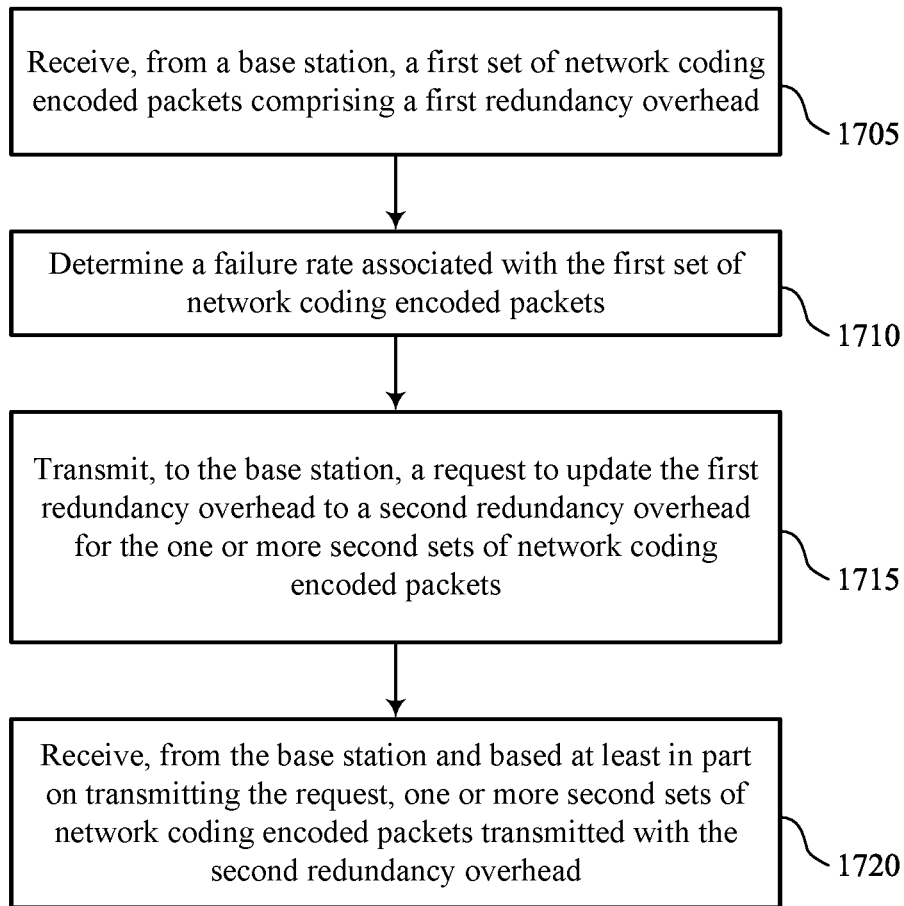 Receive, from a base station, a first set of network coding
encoded packets comprising a first redundancy overhead
1705
Determine a failure rate associated with the first set of
network coding encoded packets
1710
Transmit, to the base station, a request to update the first
redundancy overhead to a second redundancy overhead
for the one or more second sets of network coding
encoded packets
1715
Receive, from the base station and based at least in part
on transmitting the request, one or more second sets of
network coding encoded packets transmitted with the
second redundancy overhead
1720